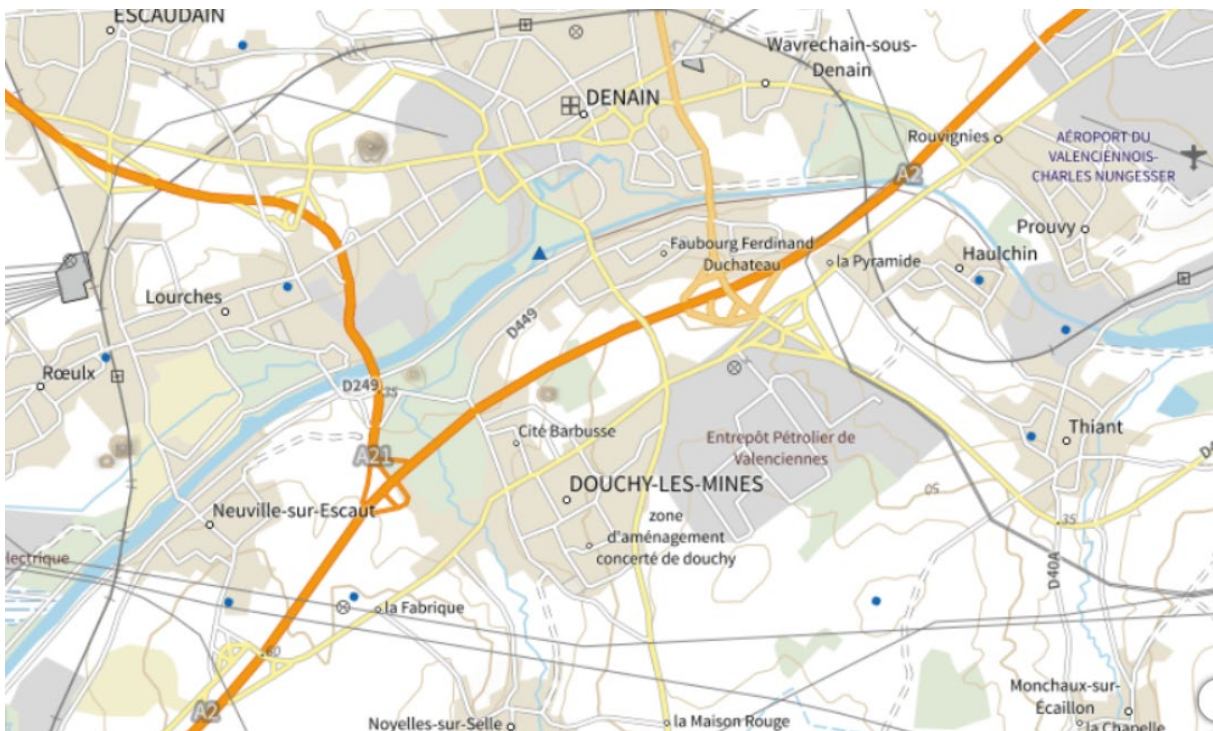 ESCAUDAIN
Wavrechain-sous-
Denain
DENAIN
Rouvignies
AÉROPORT DU
VALENCIENNOIS-
CHARLES NUNGESSER
A2
Prouvy
Faubourg Ferdinand
Duchateau
la Pyramide
Haulchin
Lourches
D449
Rœulx
D249
35
Cité Barbusse
Entrepôt Pétrolier de
Valenciennes
Thiant
A21
DOUCHY-LES-MINES
Neuville-sur-Escaut
zone
d'aménagement
concerté de douchy
50
35
lectrique
D40A
la Fabrique
60
A2
Noyelles-sur-Selle
la Maison Rouge
Monchaux-sur-
Écaillon
la Chapelle